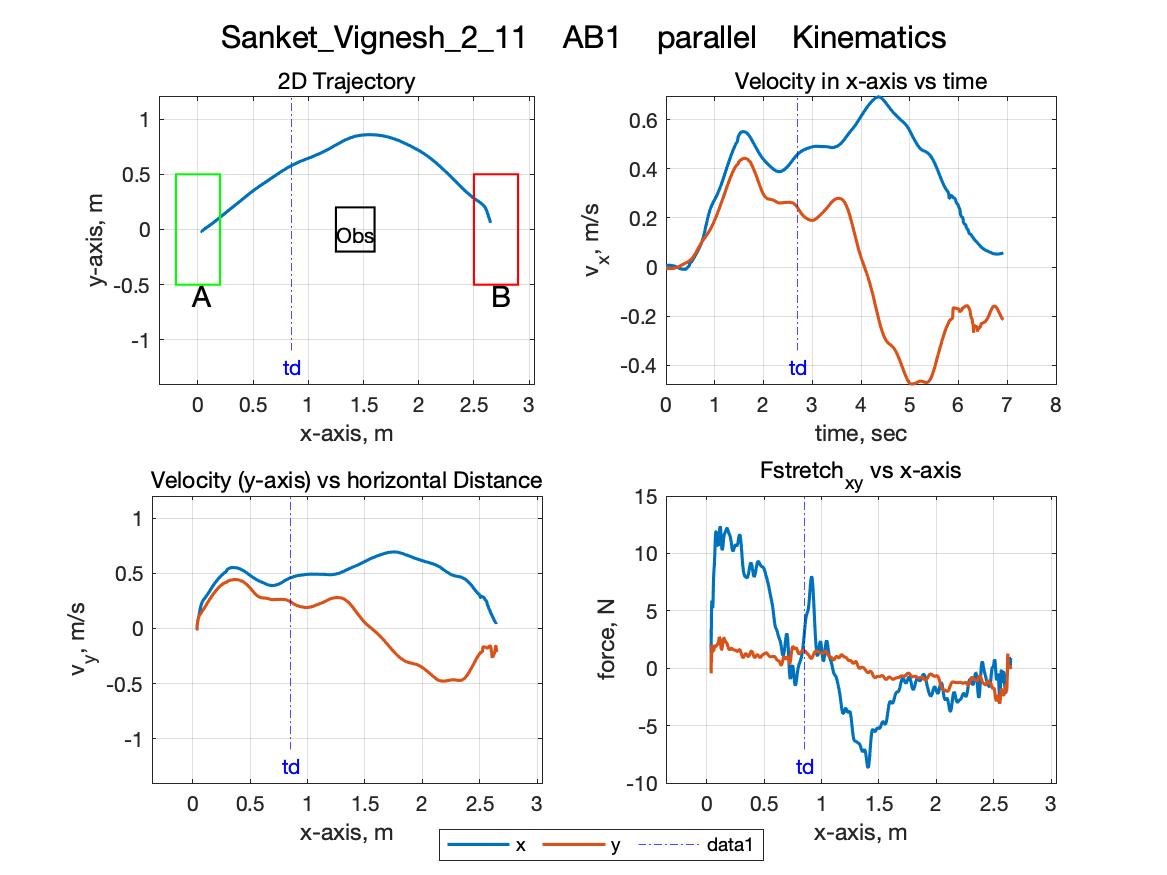 Sanket_Vignesh_2_11 AB1 parallel Kinematics
2D Trajectory
1
0.5
0
-0.5
-1
y-axis, m
A
Obs
B
td
0 0.5 1 1.5 2 2.5 3
x-axis, m
Velocity in x-axis vs time
0.6
0.4
0.2
0
-0.2
-0.4
v_x, m/s
td
0 1 2 3 4 5 6 7 8
time, sec
Velocity (y-axis) vs horizontal Distance
1
0.5
0
-0.5
-1
v_y, m/s
td
0 0.5 1 1.5 2 2.5 3
x-axis, m
Fstretch_xy vs x-axis
15
10
5
0
-5
-10
force, N
td
0 0.5 1 1.5 2 2.5 3
x-axis, m
x y data1